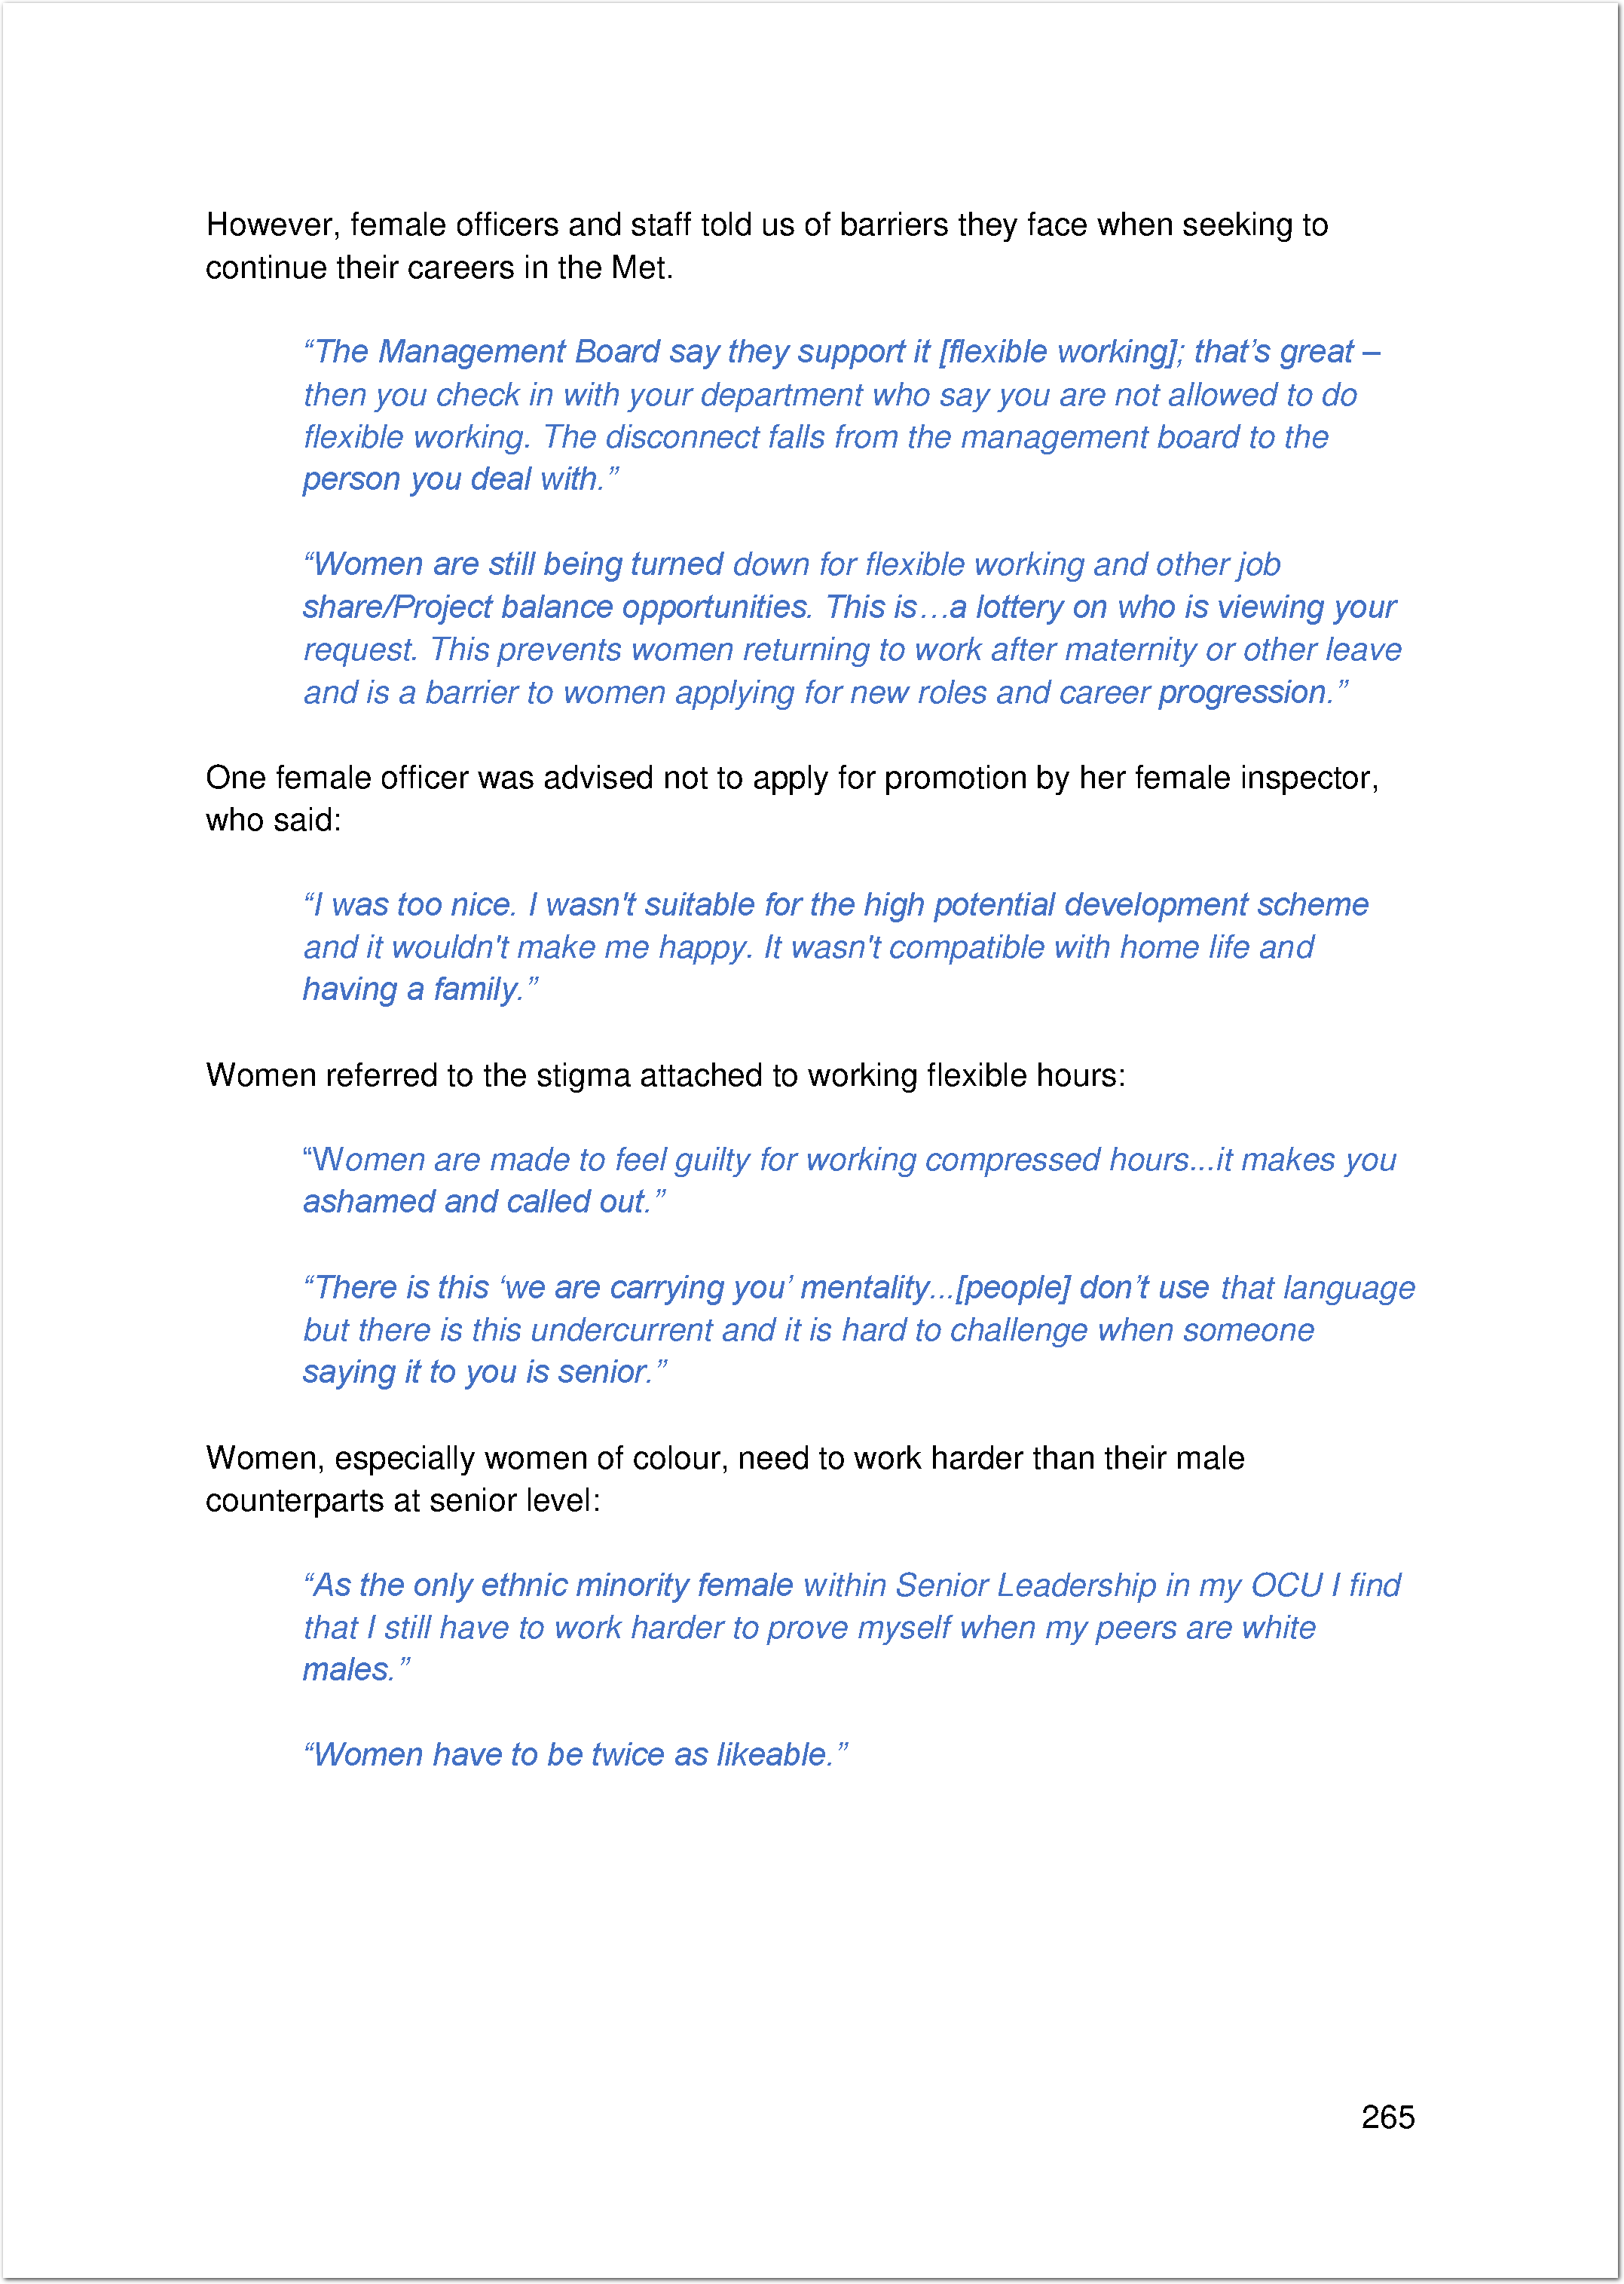 However, female officers and staff told us of barriers they face when seeking to
continue their careers in the Met.
“The Management Board say they support it [flexible working]; that’s great –
then you check in with your department who say you are not allowed to do
flexible working. The disconnect falls from the management board to the
person you deal with.”
“Women are still being turned down for flexible working and other job
share/Project balance opportunities. This is…a lottery on who is viewing your
request. This prevents women returning to work after maternity or other leave
and is a barrier to women applying for new roles and career progression.”
One female officer was advised not to apply for promotion by her female inspector,
who said:
“I was too nice. I wasn't suitable for the high potential development scheme
and it wouldn't make me happy. It wasn't compatible with home life and
having a family.”
Women referred to the stigma attached to working flexible hours:
“Women are made to feel guilty for working compressed hours...it makes you
ashamed and called out.”
“There is this ‘we are carrying you’ mentality...[people] don’t use that language
but there is this undercurrent and it is hard to challenge when someone
saying it to you is senior.”
Women, especially women of colour, need to work harder than their male
counterparts at senior level:
“As the only ethnic minority female within Senior Leadership in my OCU I find
that I still have to work harder to prove myself when my peers are white
males.”
“Women have to be twice as likeable.”
265